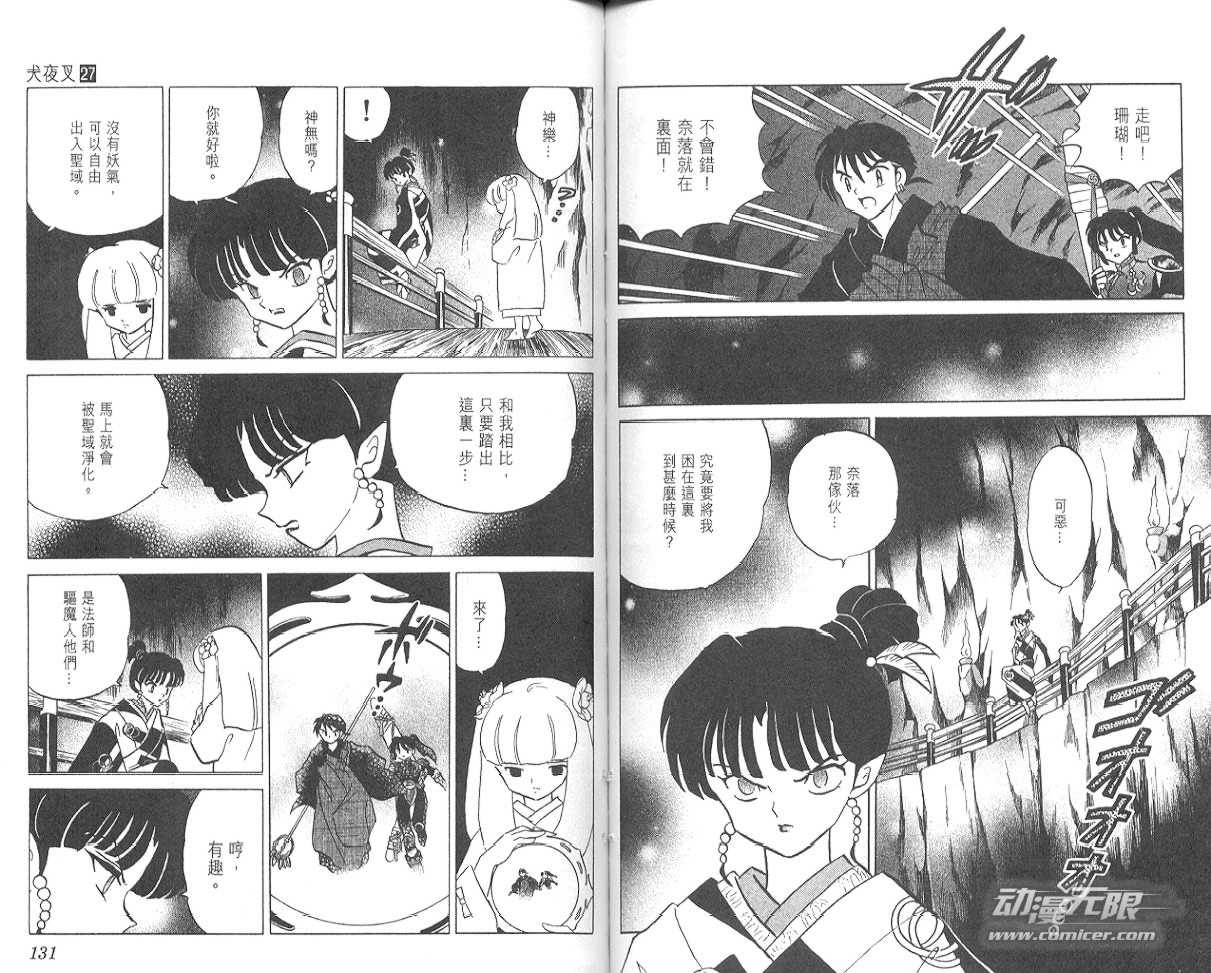 走吧！
珊瑚！
不會錯！
奈落就在
裏面！
可惡…
奈落
那傢伙…
究竟要將我
困在這裏
到甚麼時候？
ゴオオオオ
动漫无限
www.comicer.com
犬夜叉 27
神樂…
！
神無嗎？
你就好啦。
沒有妖氣，
可以自由
出入聖域。
和我相比，
只要踏出
這裏一步…
馬上就會
被聖域淨化。
來了…
是法師和
驅魔人他們…
哼，
有趣。
131